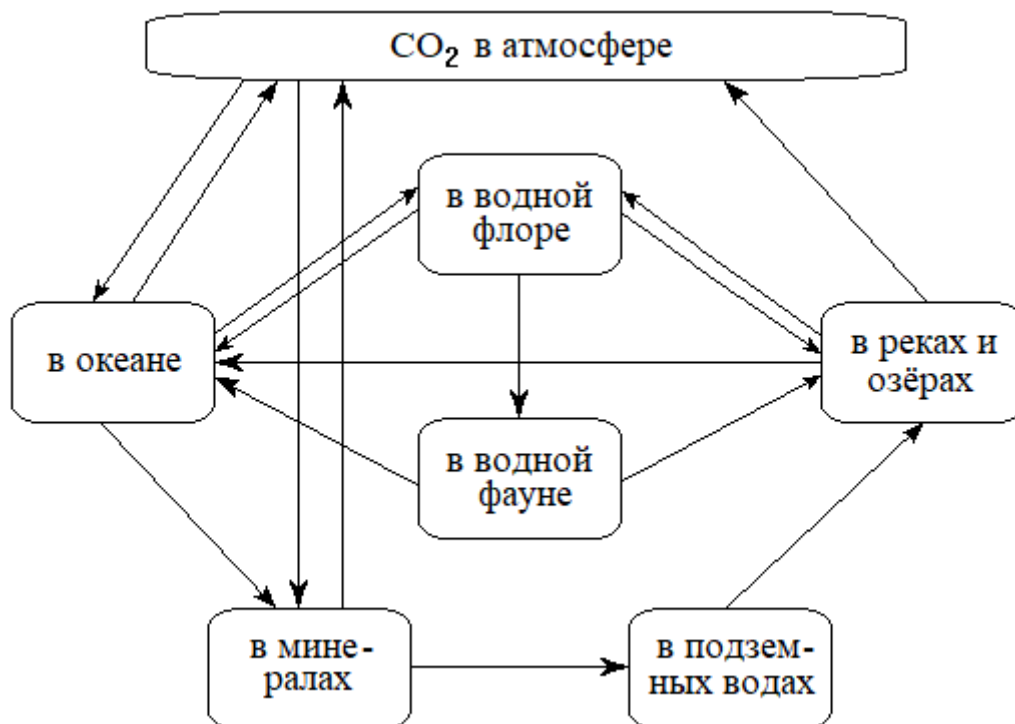 CO₂ в атмосфере
в водной
флоре
в океане
в реках и
озёрах
в водной
фауне
в мине-
ралах
в подзем-
ных водах